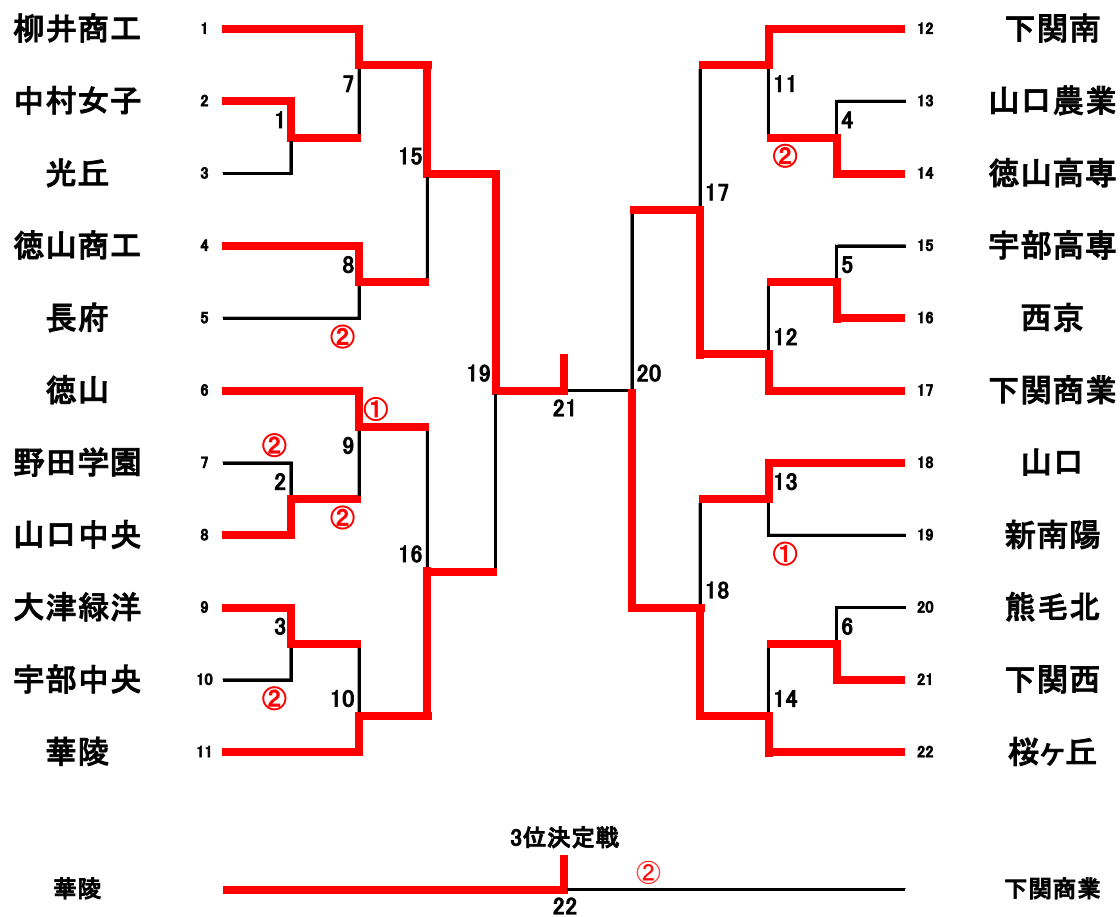 柳井商工 1
中村女子 2
光丘 3
徳山商工 4
長府 5
徳山 6
野田学園 7
山口中央 8
大津緑洋 9
宇部中央 10
華陵 11
7
1
15
8
②
①
9
②
2
②
16
3
②
10
19
21
20
12 下関南
13 山口農業
14 徳山高専
15 宇部高専
16 西京
17 下関商業
18 山口
19 新南陽
20 熊毛北
21 下関西
22 桜ヶ丘
11
4
②
17
5
12
13
①
18
6
14
3位決定戦
華陵
②
下関商業
22